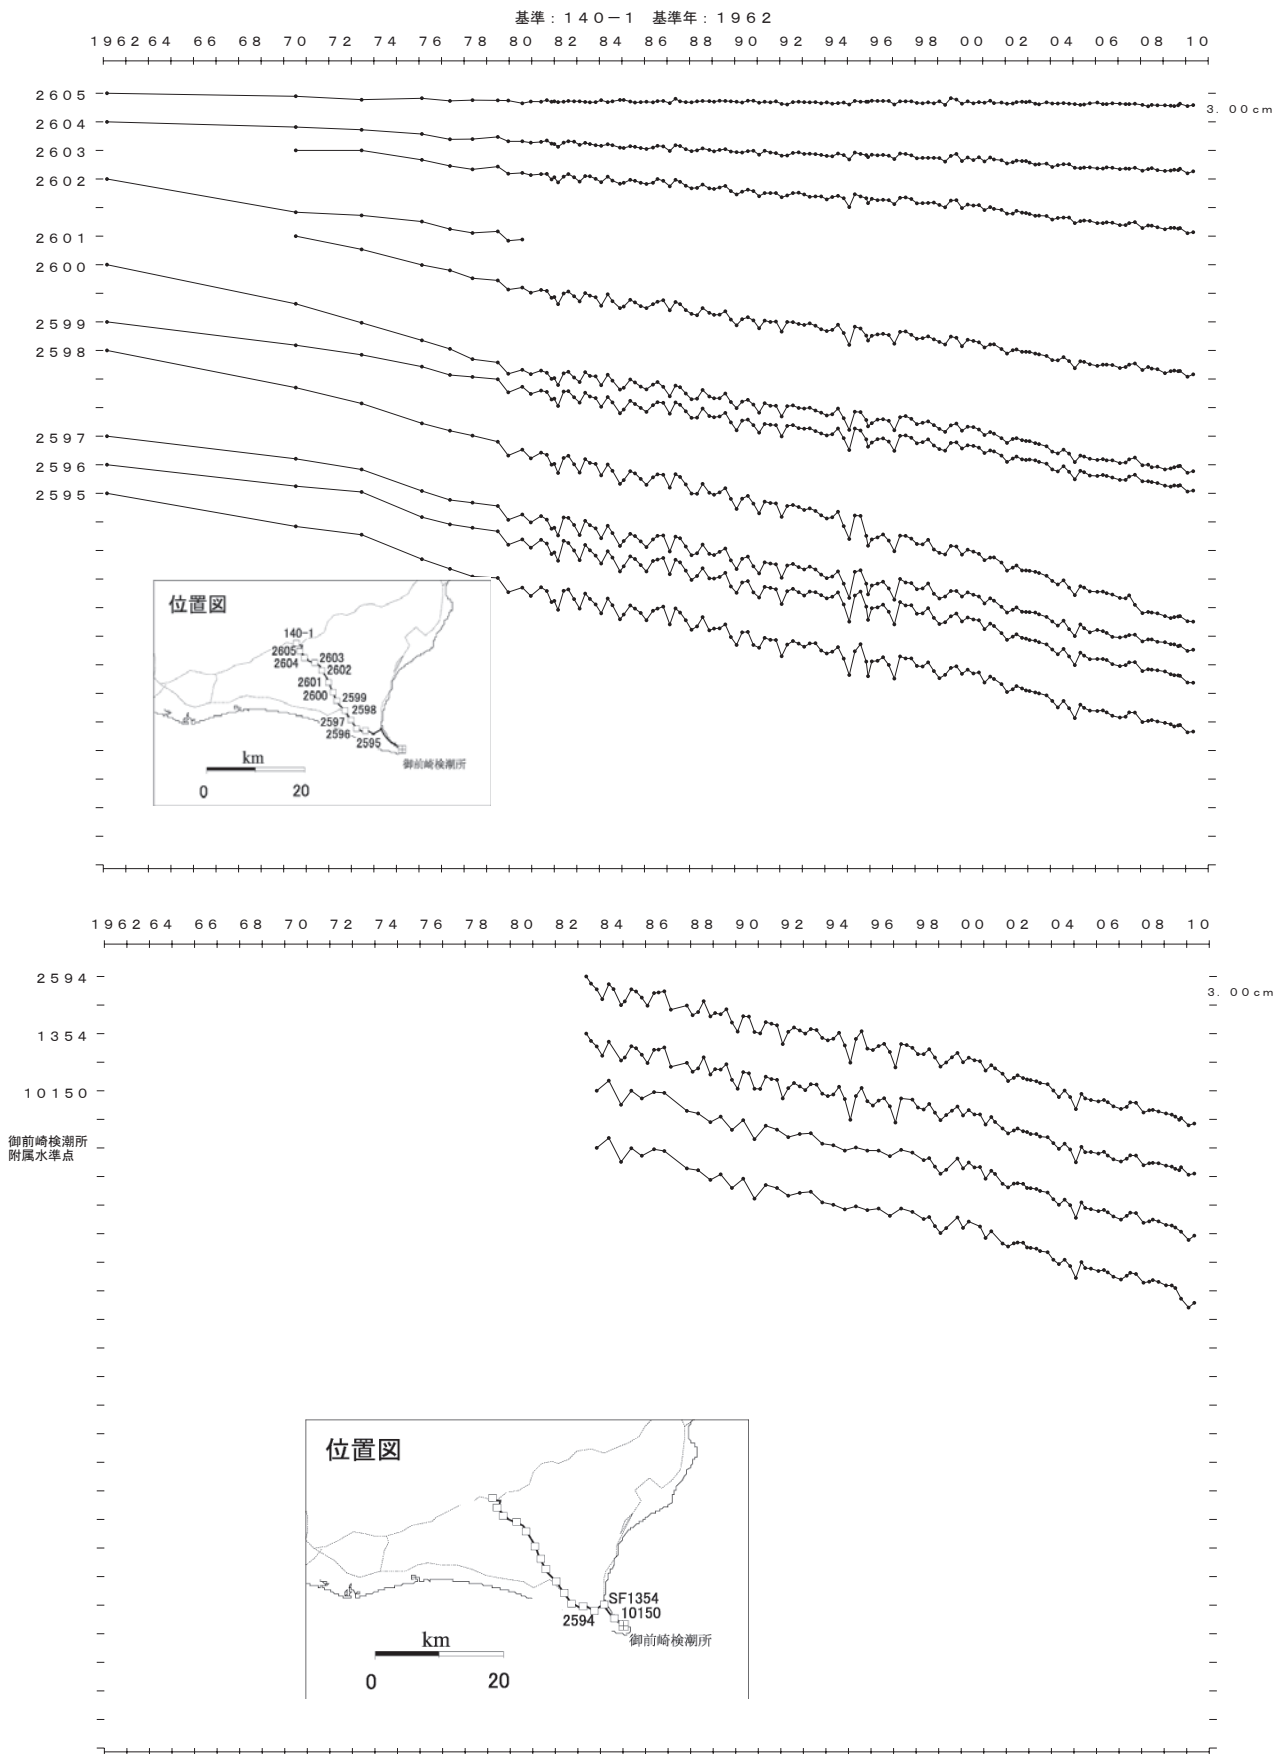 基準：１４０－１　基準年：１９６２
１９６２ ６４ ６６ ６８ ７０ ７２ ７４ ７６ ７８ ８０ ８２ ８４ ８６ ８８ ９０ ９２ ９４ ９６ ９８ ００ ０２ ０４ ０６ ０８ １０
２６０５
３．００ｃｍ
２６０４
２６０３
２６０２
２６０１
２６００
２５９９
２５９８
２５９７
２５９６
２５９５
位置図
140-1
2605
2604
2603
2602
2601
2600
2599
2598
2597
2596
2595
御前崎検潮所
km
0 20
１９６２ ６４ ６６ ６８ ７０ ７２ ７４ ７６ ７８ ８０ ８２ ８４ ８６ ８８ ９０ ９２ ９４ ９６ ９８ ００ ０２ ０４ ０６ ０８ １０
２５９４
３．００ｃｍ
１３５４
１０１５０
御前崎検潮所
附属水準点
位置図
SF1354
10150
2594
御前崎検潮所
km
0 20